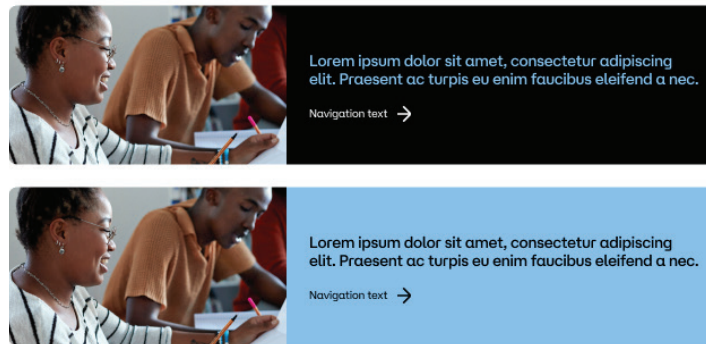 Lorem ipsum dolor sit amet, consectetur adipiscing
elit. Praesent ac turpis eu enim faucibus eleifend a nec.
Navigation text
Lorem ipsum dolor sit amet, consectetur adipiscing
elit. Praesent ac turpis eu enim faucibus eleifend a nec.
Navigation text